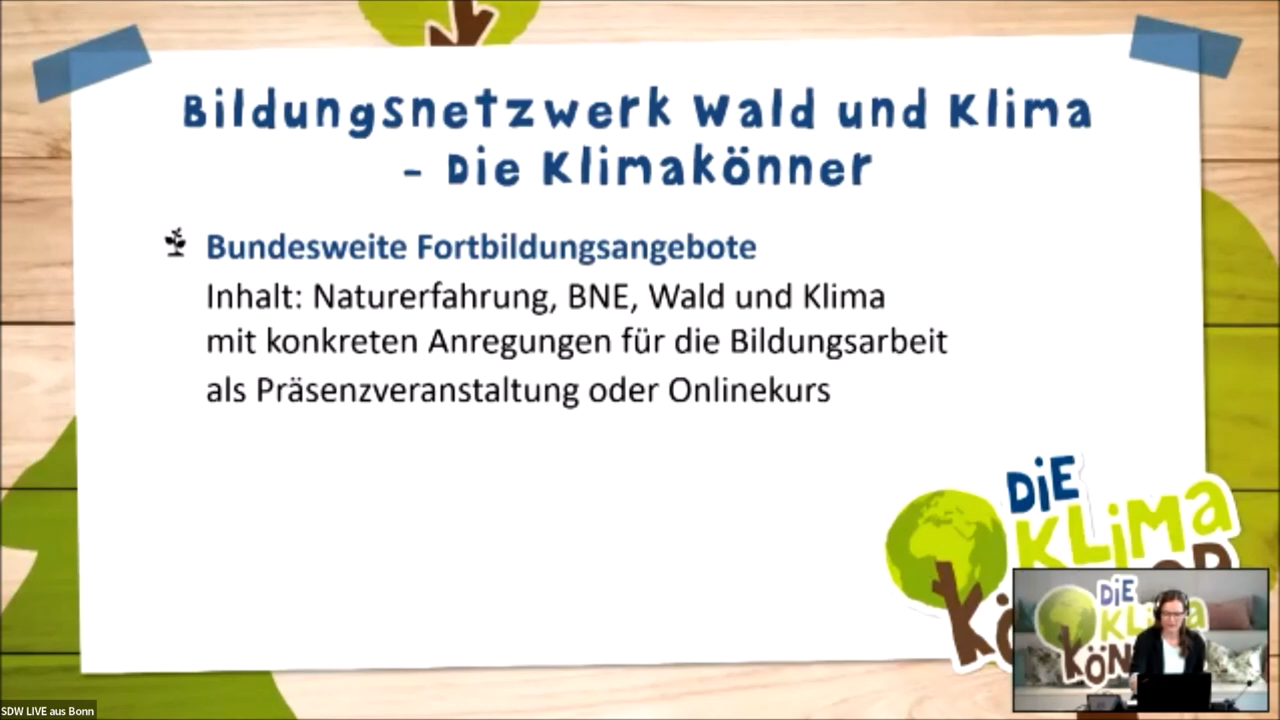 Bildungsnetzwerk Wald und Klima
- Die Klimakönner
Bundesweite Fortbildungsangebote
Inhalt: Naturerfahrung, BNE, Wald und Klima
mit konkreten Anregungen für die Bildungsarbeit
als Präsenzveranstaltung oder Onlinekurs
DiE
KLiMa
DiE
SDW LIVE aus Bonn